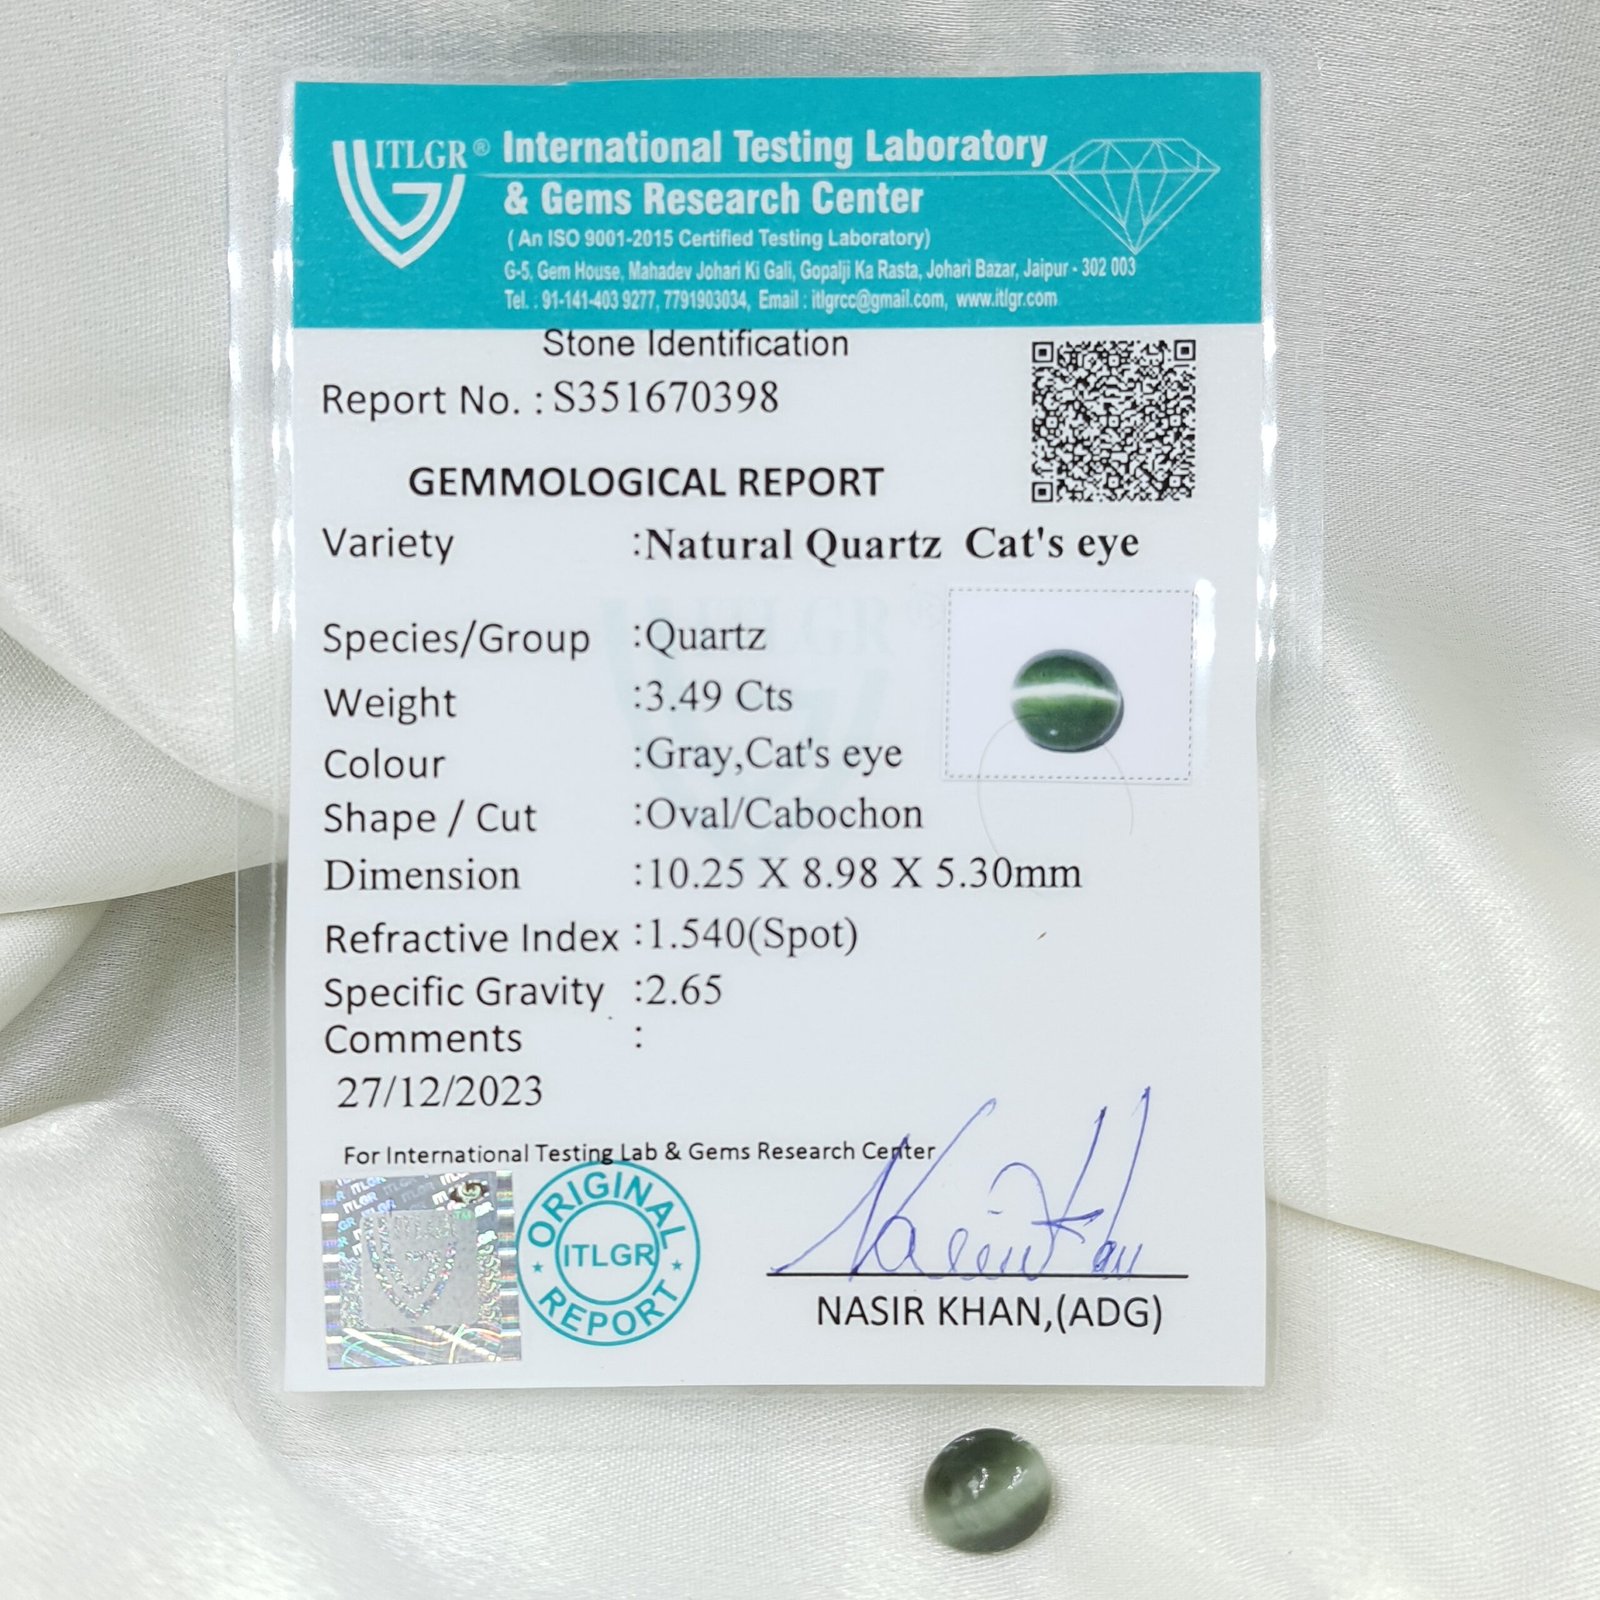 ITLGR®
International Testing Laboratory
& Gems Research Center
( An ISO 9001-2015 Certified Testing Laboratory)
G-5, Gem House, Mahadev Johari Ki Gali, Gopalji Ka Rasta, Johari Bazar, Jaipur - 302 003
Tel. : 91-141-403 9277, 7791903034, Email : itlgrcc@gmail.com, www.itlgr.com
Stone Identification
Report No. : S351670398
GEMMOLOGICAL REPORT
Variety :Natural Quartz Cat's eye
Species/Group :Quartz
Weight :3.49 Cts
Colour :Gray,Cat's eye
Shape / Cut :Oval/Cabochon
Dimension :10.25 X 8.98 X 5.30mm
Refractive Index :1.540(Spot)
Specific Gravity :2.65
Comments :
27/12/2023
For International Testing Lab & Gems Research Center
ORIGINAL
ITLGR
REPORT
Nasir Khan
NASIR KHAN,(ADG)